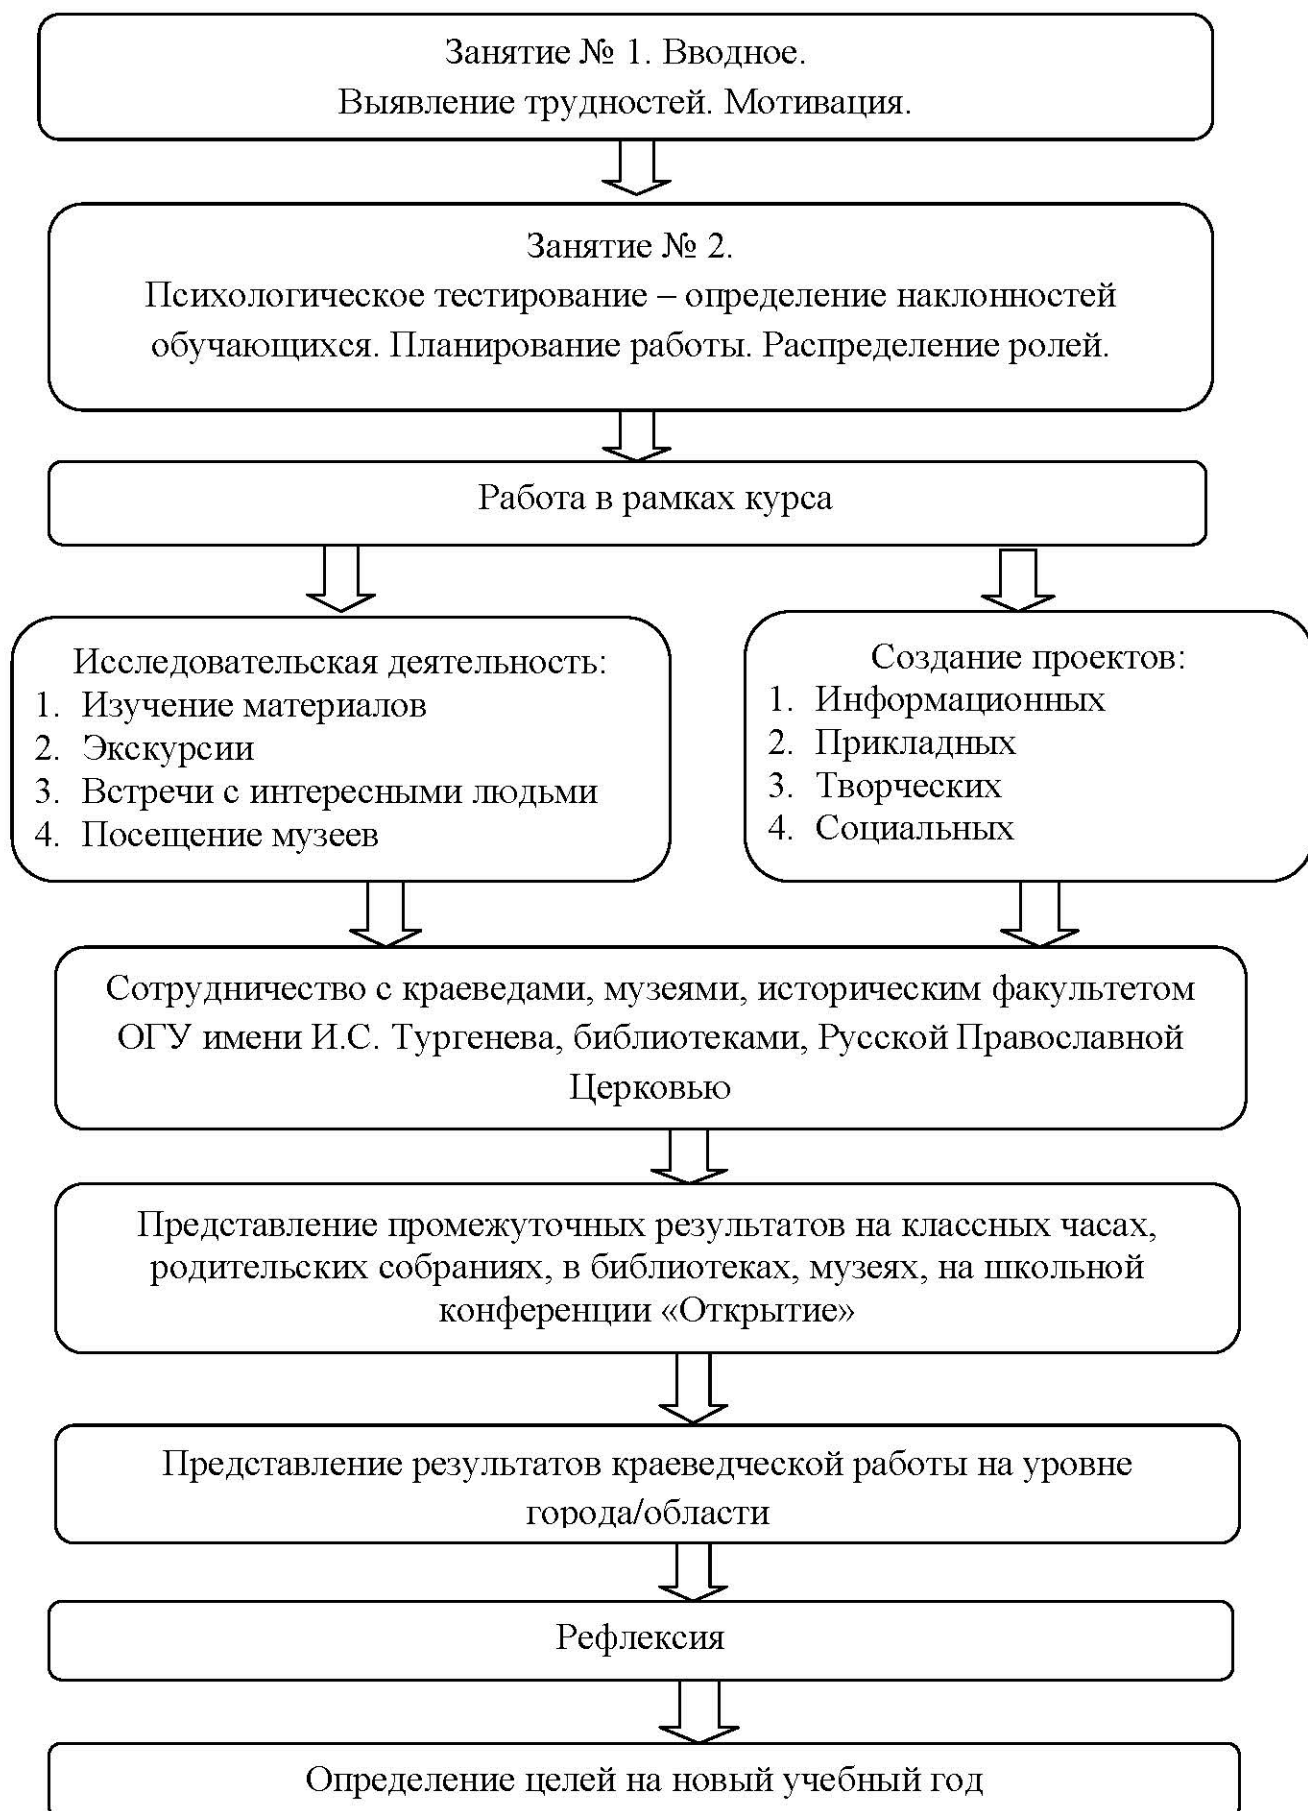 Занятие № 1. Вводное.
Выявление трудностей. Мотивация.
Занятие № 2.
Психологическое тестирование – определение наклонностей
обучающихся. Планирование работы. Распределение ролей.
Работа в рамках курса
Исследовательская деятельность:
1. Изучение материалов
2. Экскурсии
3. Встречи с интересными людьми
4. Посещение музеев
Создание проектов:
1. Информационных
2. Прикладных
3. Творческих
4. Социальных
Сотрудничество с краеведами, музеями, историческим факультетом
ОГУ имени И.С. Тургенева, библиотеками, Русской Православной
Церковью
Представление промежуточных результатов на классных часах,
родительских собраниях, в библиотеках, музеях, на школьной
конференции «Открытие»
Представление результатов краеведческой работы на уровне
города/области
Рефлексия
Определение целей на новый учебный год